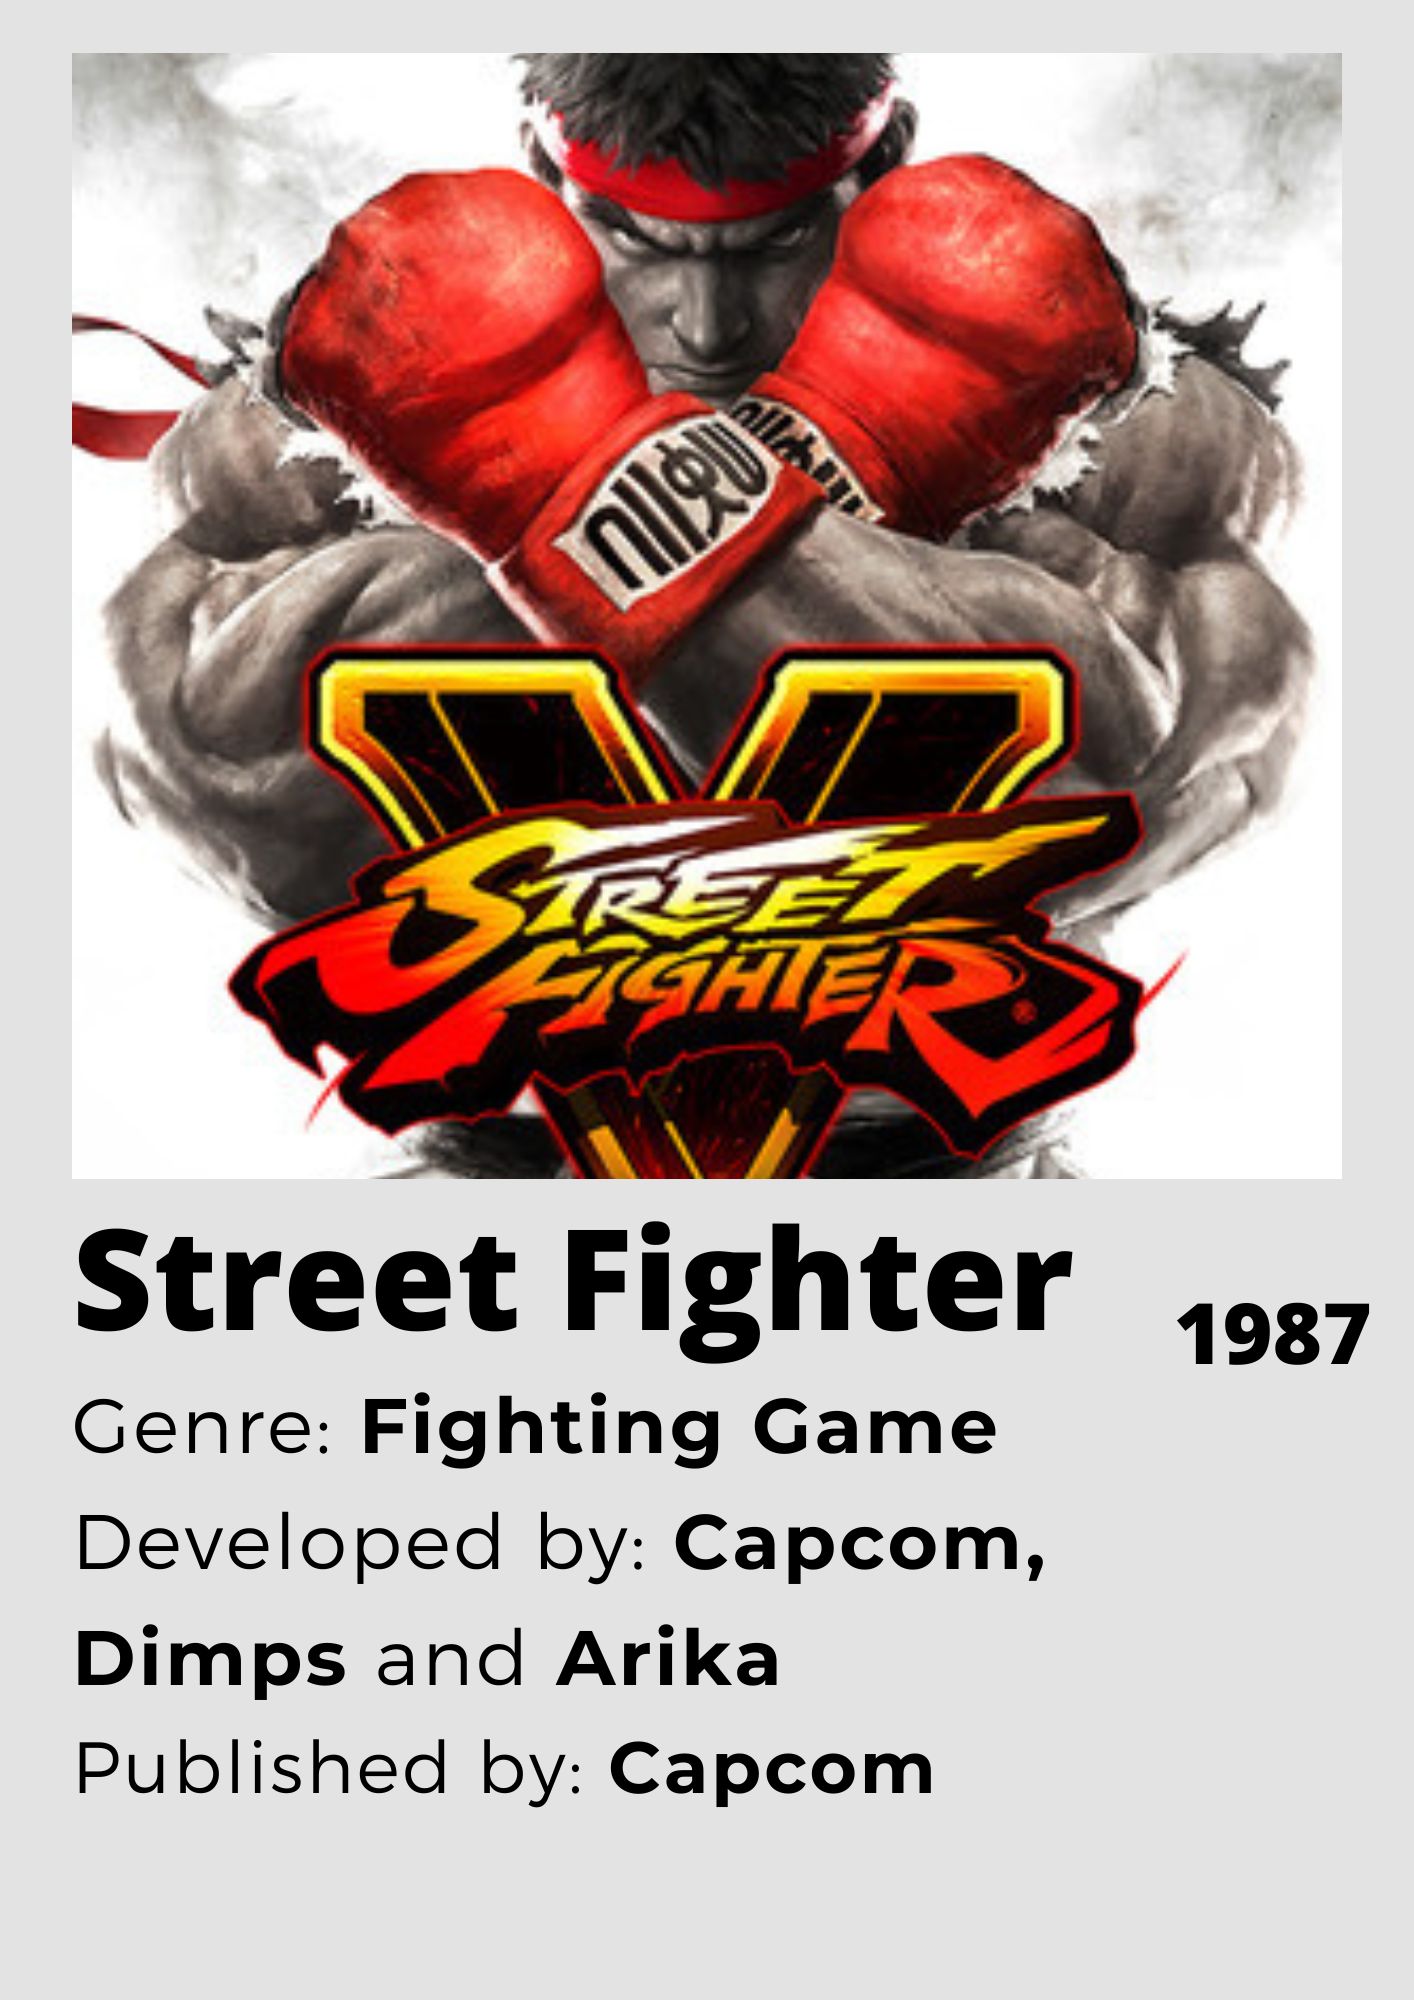 V
STREET
FIGHTER®
Street Fighter
1987
Genre: Fighting Game
Developed by: Capcom,
Dimps and Arika
Published by: Capcom